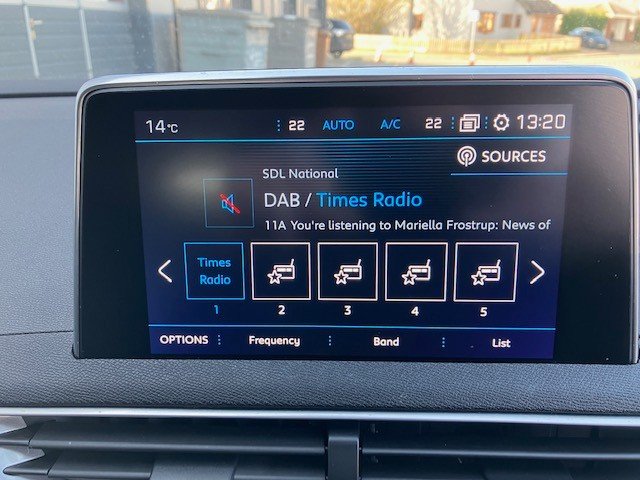 14°C 22 AUTO A/C 22 13:20
SOURCES
SDL National
DAB / Times Radio
11A You're listening to Mariella Frostrup: News of
Times
Radio
1 2 3 4 5
OPTIONS Frequency Band List